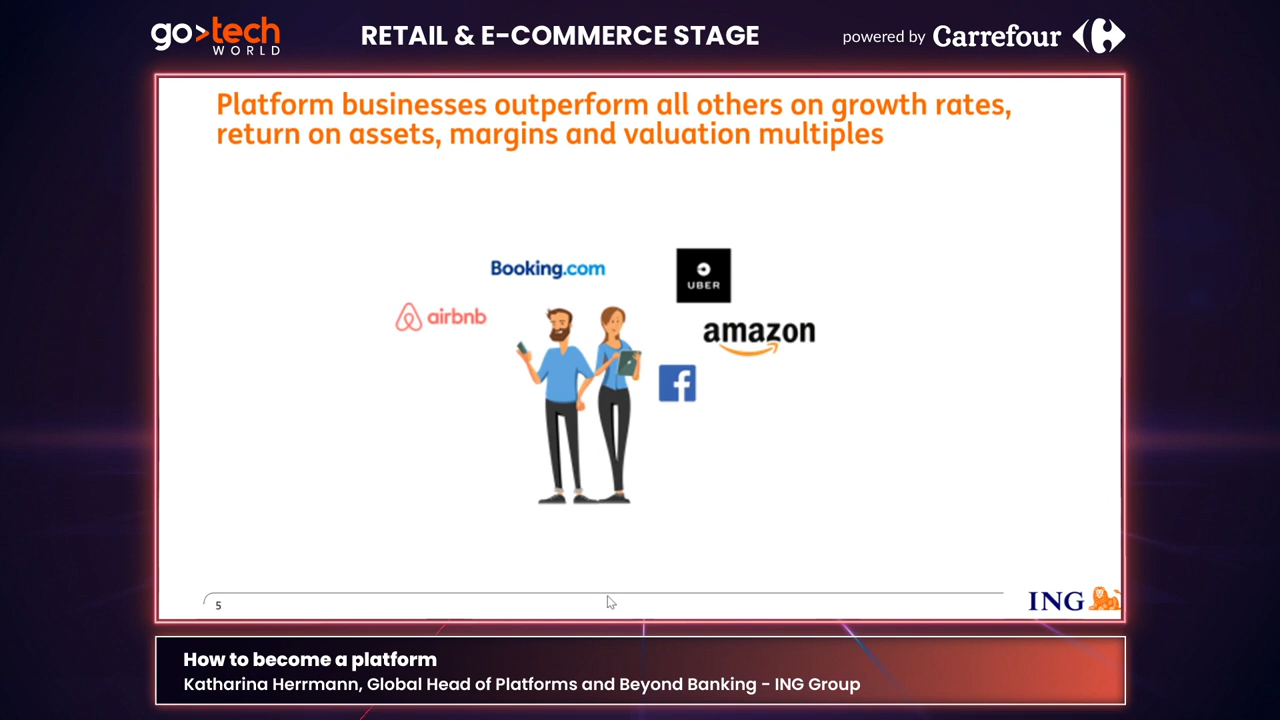 go>tech
WORLD
RETAIL & E-COMMERCE STAGE
powered by Carrefour
Platform businesses outperform all others on growth rates,
return on assets, margins and valuation multiples
Booking.com
UBER
airbnb
amazon
f
5
ING
How to become a platform
Katharina Herrmann, Global Head of Platforms and Beyond Banking - ING Group